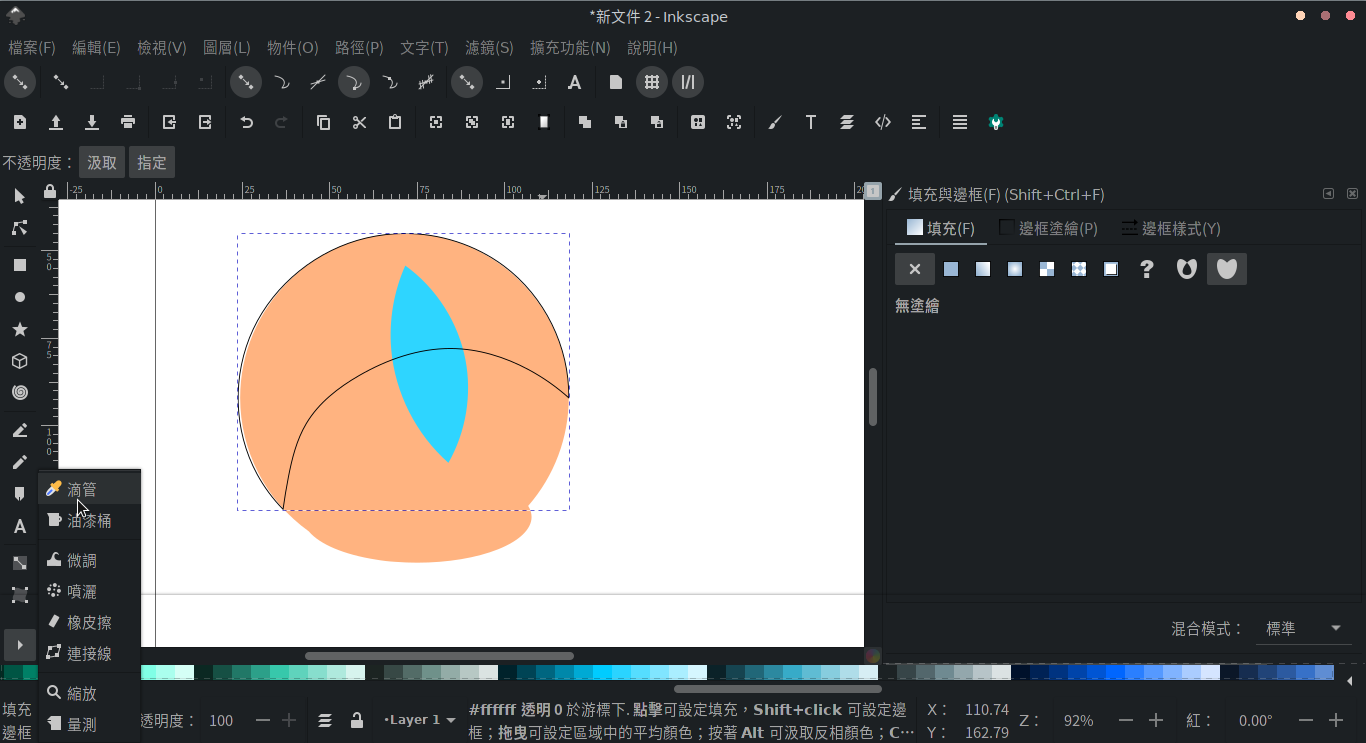 *新文件 2 - Inkscape
檔案(F) 編輯(E) 檢視(V) 圖層(L) 物件(O) 路徑(P) 文字(T) 濾鏡(S) 擴充功能(N) 說明(H)
不透明度： 汲取 指定
-25 0 25 50 75 100 125 150 175 20
1
填充與邊框(F) (Shift+Ctrl+F)
填充(F) 邊框塗繪(P) 邊框樣式(Y)
無塗繪
50
75
100
滴管
油漆桶
微調
噴灑
橡皮擦
連接線
縮放
量測
混合模式： 標準
填充
邊框
透明度： 100
•Layer 1
#ffffff 透明 0 於游標下. 點擊可設定填充，Shift+click 可設定邊
框；拖曳可設定區域中的平均顏色；按著 Alt 可汲取反相顏色；C⋯
X： 110.74
Y： 162.79
Z： 92%
紅： 0.00°